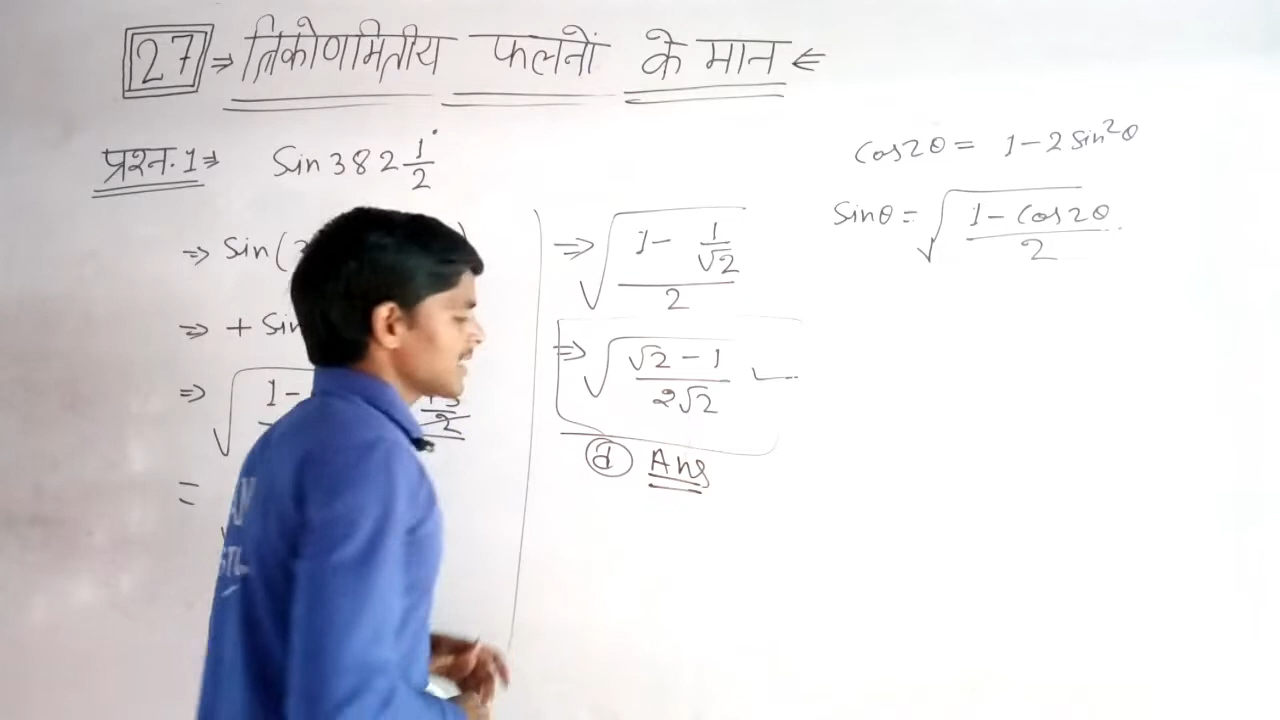 27 ⇒ त्रिकोणमितीय फलनों के मान ⇐
प्रश्न.1⇒ Sin 382 1/2°
⇒ Sin(
⇒ + Sin
⇒ √ 1-
=
⇒ √((1 - 1/√2)/2)
⇒ √((√2 - 1)/(2√2))
d Ans
Cos2θ = 1 - 2 Sin²θ
Sinθ = √((1 - Cos2θ)/2)